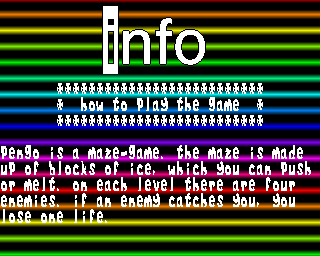 info
**************************
* how to play the game *
**************************
pengo is a maze-game. the maze is made
up of blocks of ice, which you can push
or melt. on each level there are four
enemies. if an enemy catches you, you
lose one life.